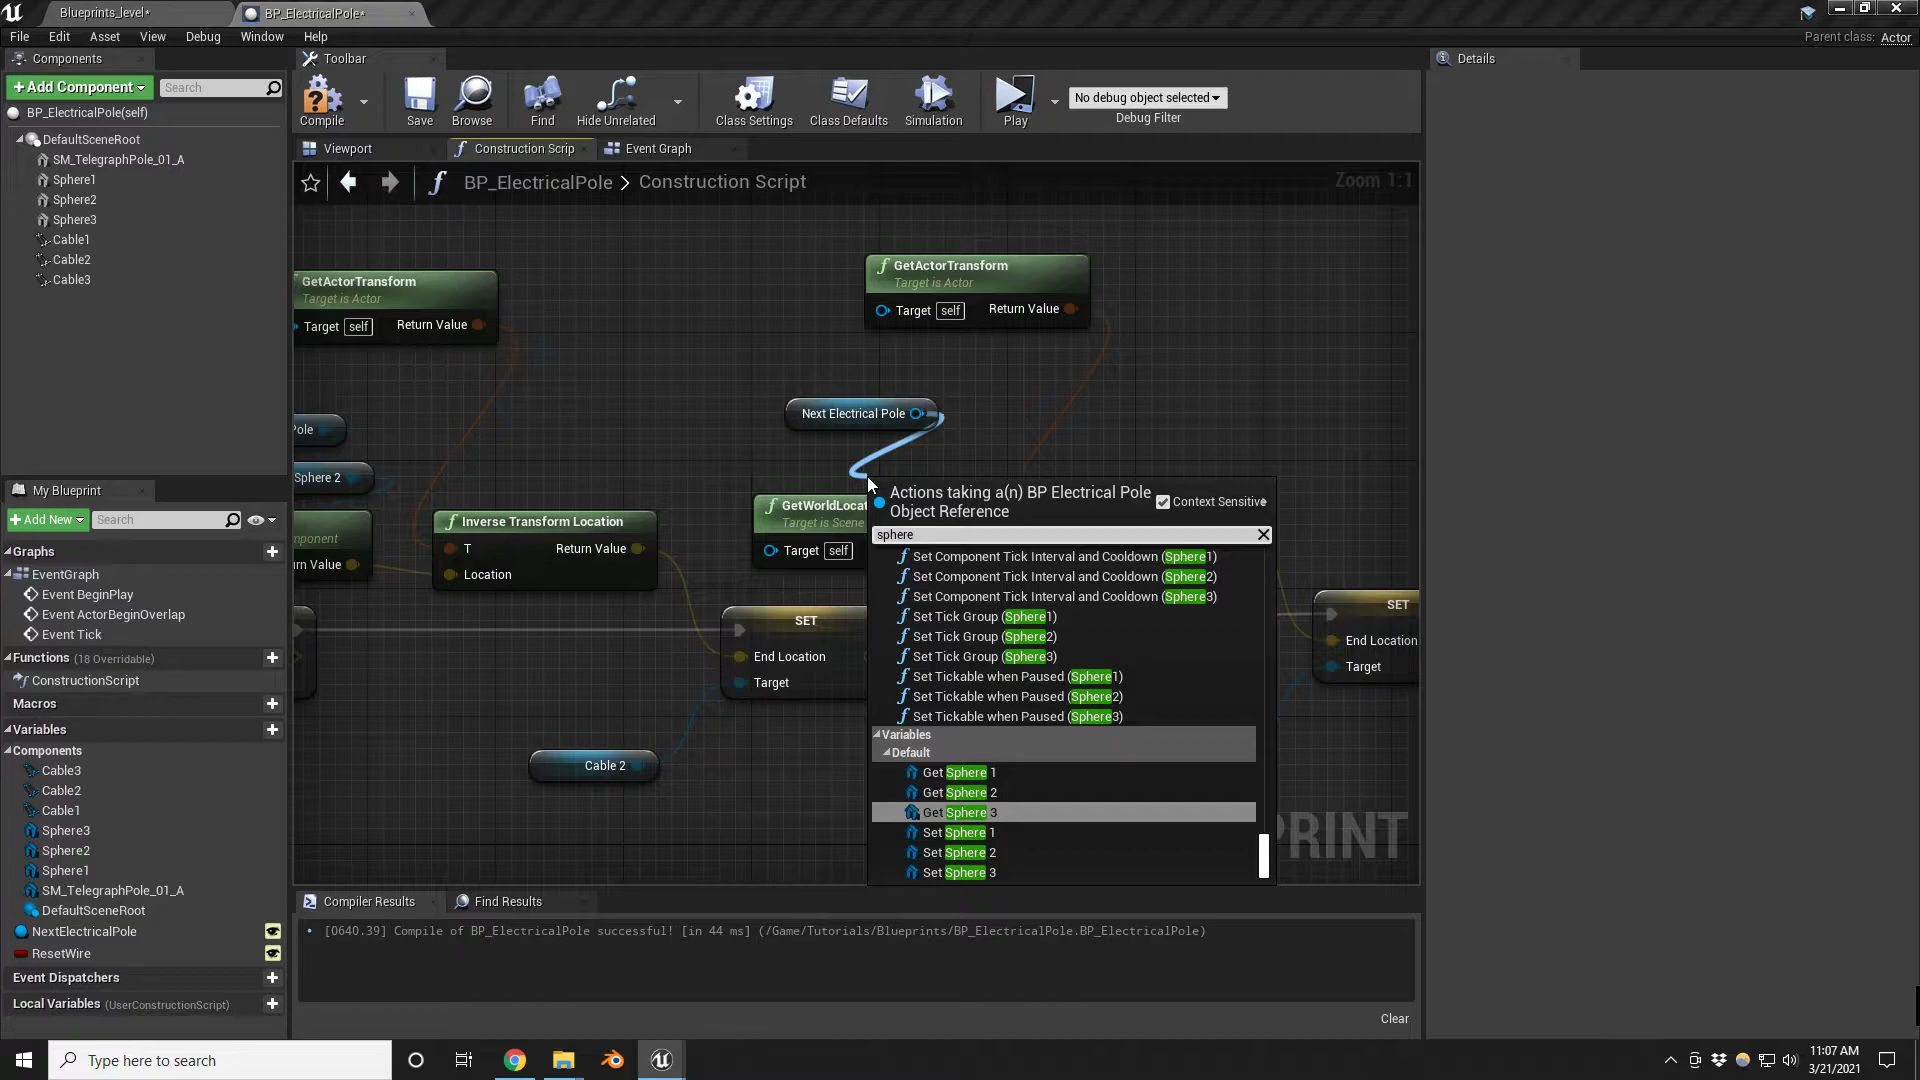 Blueprints_level*
BP_ElectricalPole*
File Edit Asset View Debug Window Help
Parent class: Actor
Components
Toolbar
Details
+Add Component
Search
BP_ElectricalPole(self)
DefaultSceneRoot
SM_TelegraphPole_01_A
Sphere1
Sphere2
Sphere3
Cable1
Cable2
Cable3
Compile
Save
Browse
Find
Hide Unrelated
Class Settings
Class Defaults
Simulation
Play
No debug object selected
Debug Filter
Viewport
Construction Scrip
Event Graph
BP_ElectricalPole > Construction Script
Zoom 1:1
GetActorTransform
Target is Actor
Target self
Return Value
GetActorTransform
Target is Actor
Target self
Return Value
Next Electrical Pole
Pole
Sphere 2
mponent
rn Value
Inverse Transform Location
T
Return Value
Location
GetWorldLocat
Target is Scene
Target self
SET
End Location
Target
Cable 2
SET
End Location
Target
PRINT
Actions taking a(n) BP Electrical Pole
Object Reference
Context Sensitive
sphere
Set Component Tick Interval and Cooldown (Sphere1)
Set Component Tick Interval and Cooldown (Sphere2)
Set Component Tick Interval and Cooldown (Sphere3)
Set Tick Group (Sphere1)
Set Tick Group (Sphere2)
Set Tick Group (Sphere3)
Set Tickable when Paused (Sphere1)
Set Tickable when Paused (Sphere2)
Set Tickable when Paused (Sphere3)
Variables
Default
Get Sphere 1
Get Sphere 2
Get Sphere 3
Set Sphere 1
Set Sphere 2
Set Sphere 3
My Blueprint
+Add New
Search
Graphs
EventGraph
Event BeginPlay
Event ActorBeginOverlap
Event Tick
Functions (18 Overridable)
ConstructionScript
Macros
Variables
Components
Cable3
Cable2
Cable1
Sphere3
Sphere2
Sphere1
SM_TelegraphPole_01_A
DefaultSceneRoot
NextElectricalPole
ResetWire
Event Dispatchers
Local Variables (UserConstructionScript)
Compiler Results
Find Results
[0640.39] Compile of BP_ElectricalPole successful! [in 44 ms] (/Game/Tutorials/Blueprints/BP_ElectricalPole.BP_ElectricalPole)
Clear
Type here to search
11:07 AM
3/21/2021